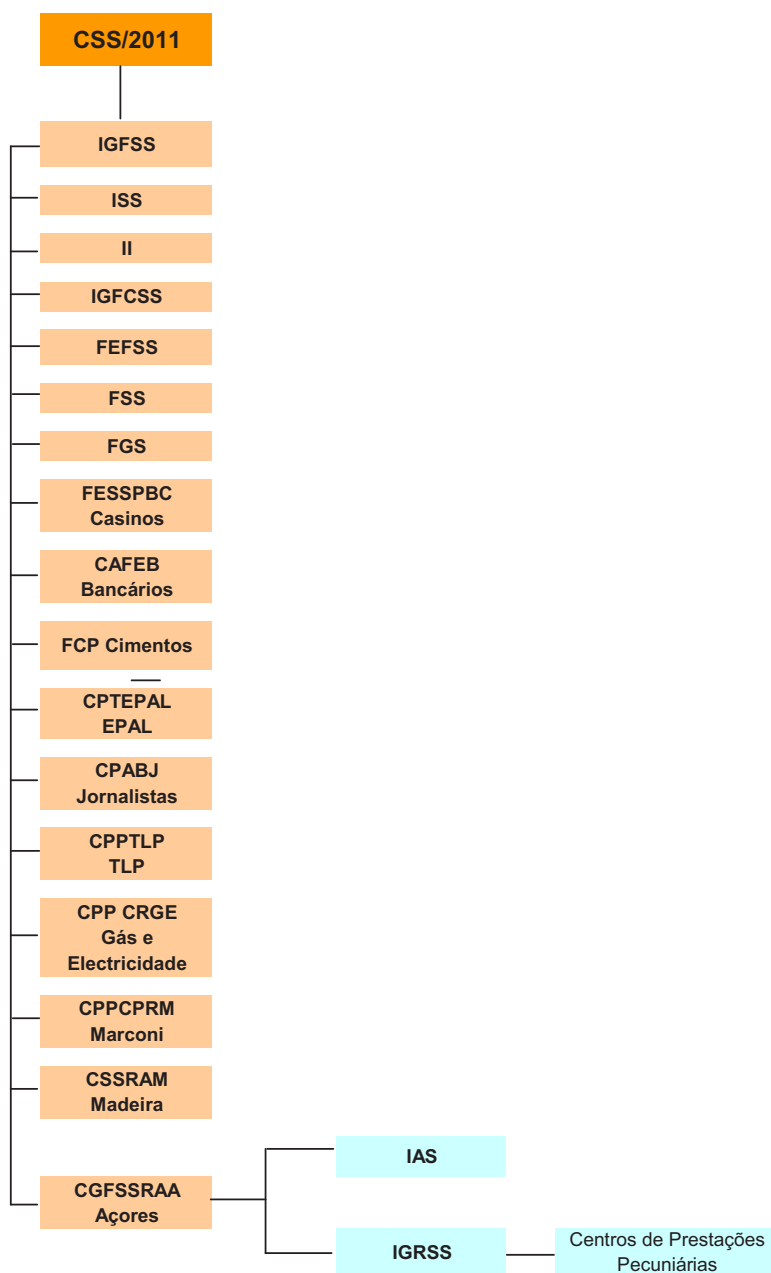 CSS/2011
IGFSS
ISS
II
IGFCSS
FEFSS
FSS
FGS
FESSPBC
Casinos
CAFEB
Bancários
FCP Cimentos
CPTEPAL
EPAL
CPABJ
Jornalistas
CPPTLP
TLP
CPP CRGE
Gás e
Electricidade
CPPCPRM
Marconi
CSSRAM
Madeira
CGFSSRAA
Açores
IAS
IGRSS
Centros de Prestações
Pecuniárias